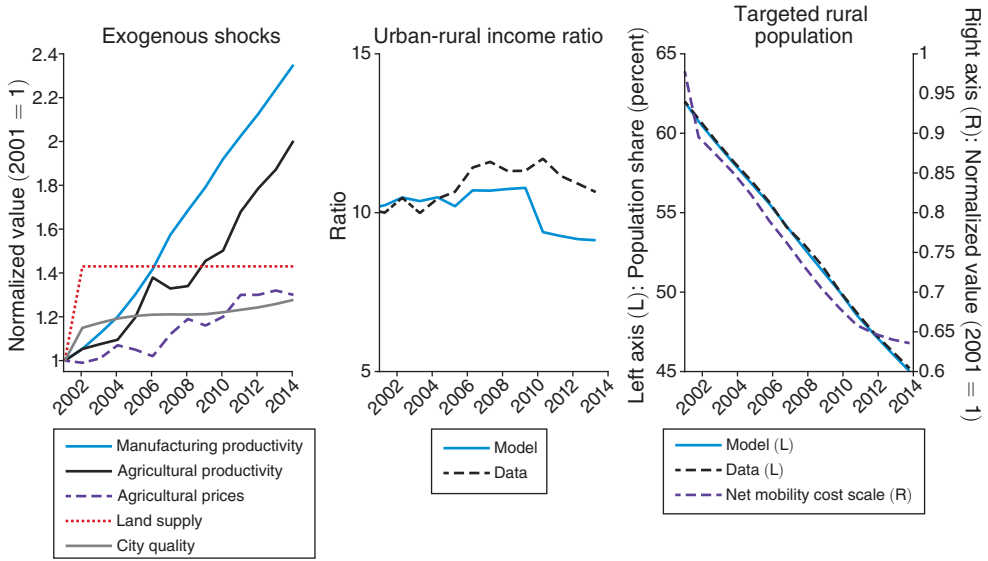 Exogenous shocks
Normalized value (2001 = 1)
2.4
2.2
2
1.8
1.6
1.4
1.2
1
2002
2004
2006
2008
2010
2012
2014
Manufacturing productivity
Agricultural productivity
Agricultural prices
Land supply
City quality
Urban-rural income ratio
Ratio
15
10
5
2002
2004
2006
2008
2010
2012
2014
Model
Data
Targeted rural
population
Left axis (L): Population share (percent)
65
60
55
50
45
Right axis (R): Normalized value (2001 = 1)
1
0.95
0.9
0.85
0.8
0.75
0.7
0.65
0.6
2002
2004
2006
2008
2010
2012
2014
Model (L)
Data (L)
Net mobility cost scale (R)